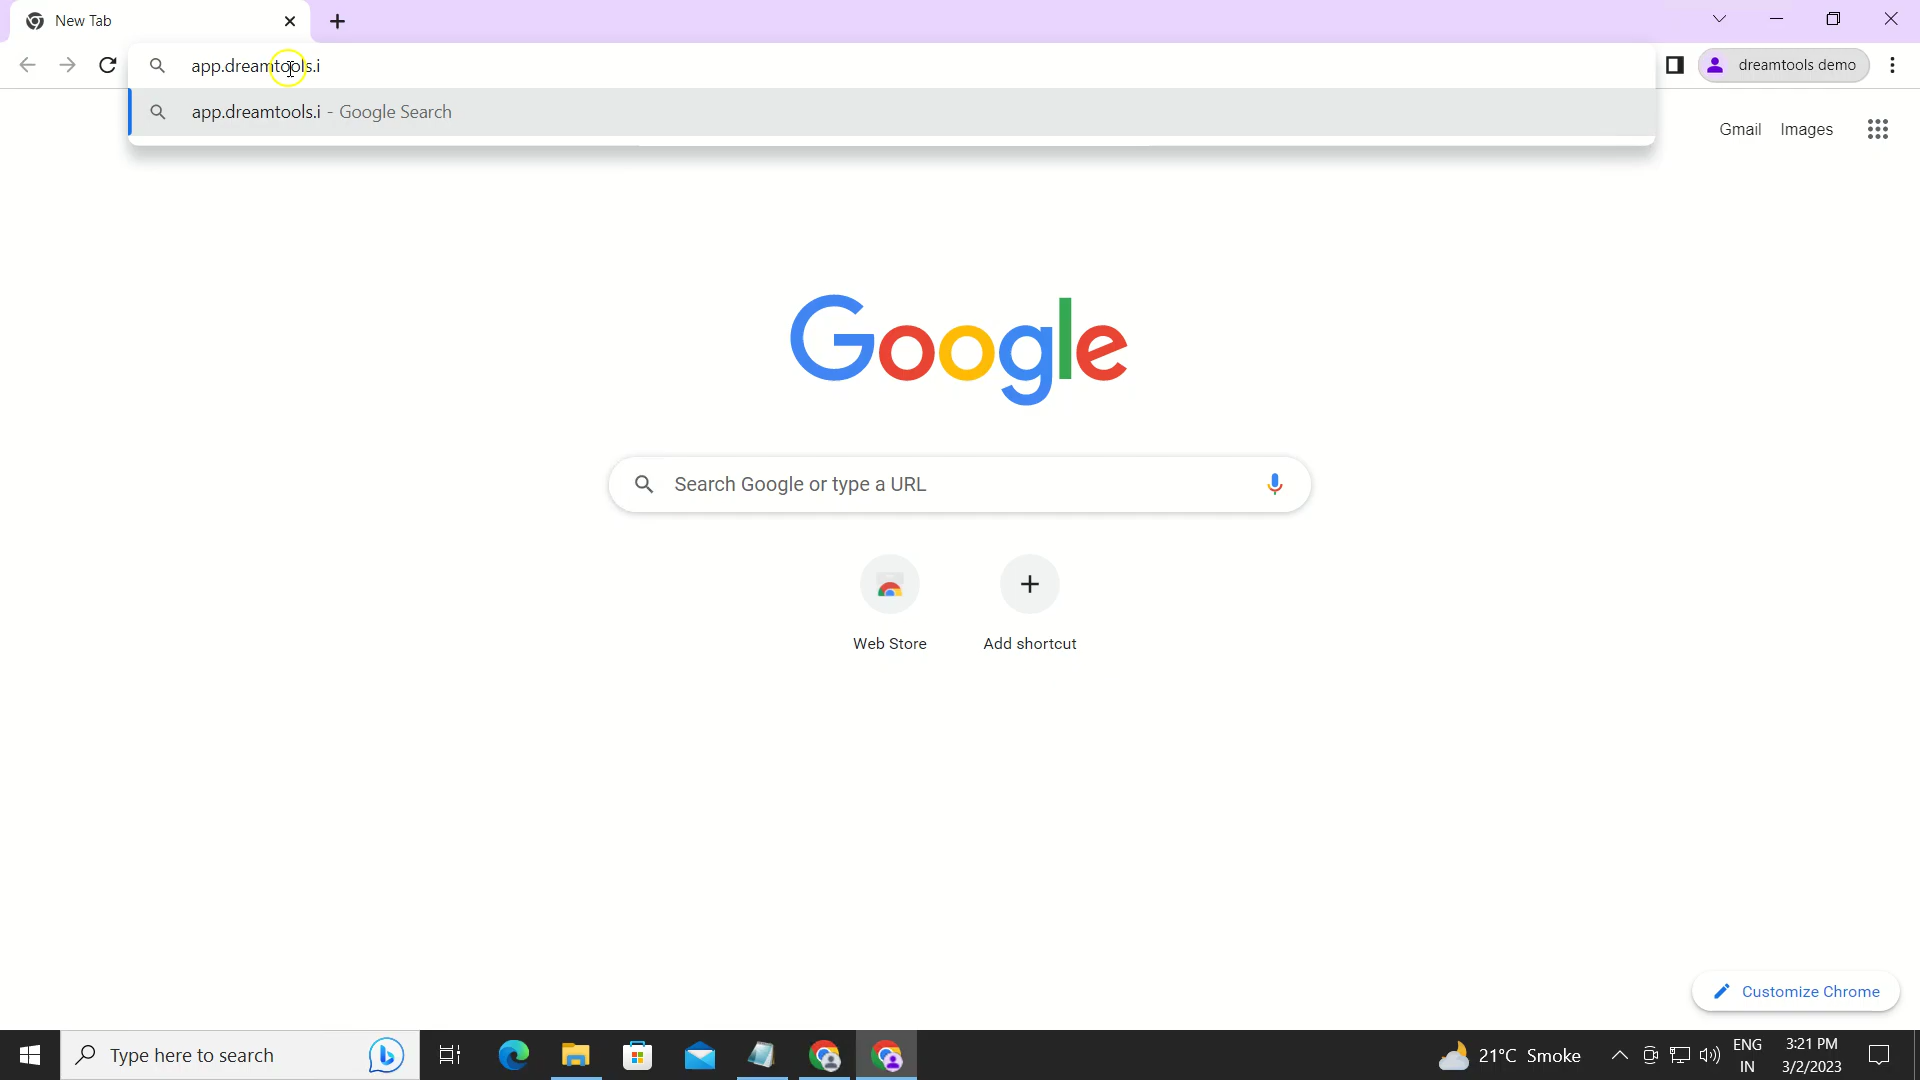 New Tab
app.dreamtools.i
dreamtools demo
app.dreamtools.i - Google Search
Gmail Images
Google
Search Google or type a URL
Web Store
Add shortcut
Customize Chrome
Type here to search
21°C Smoke
ENG
IN
3:21 PM
3/2/2023